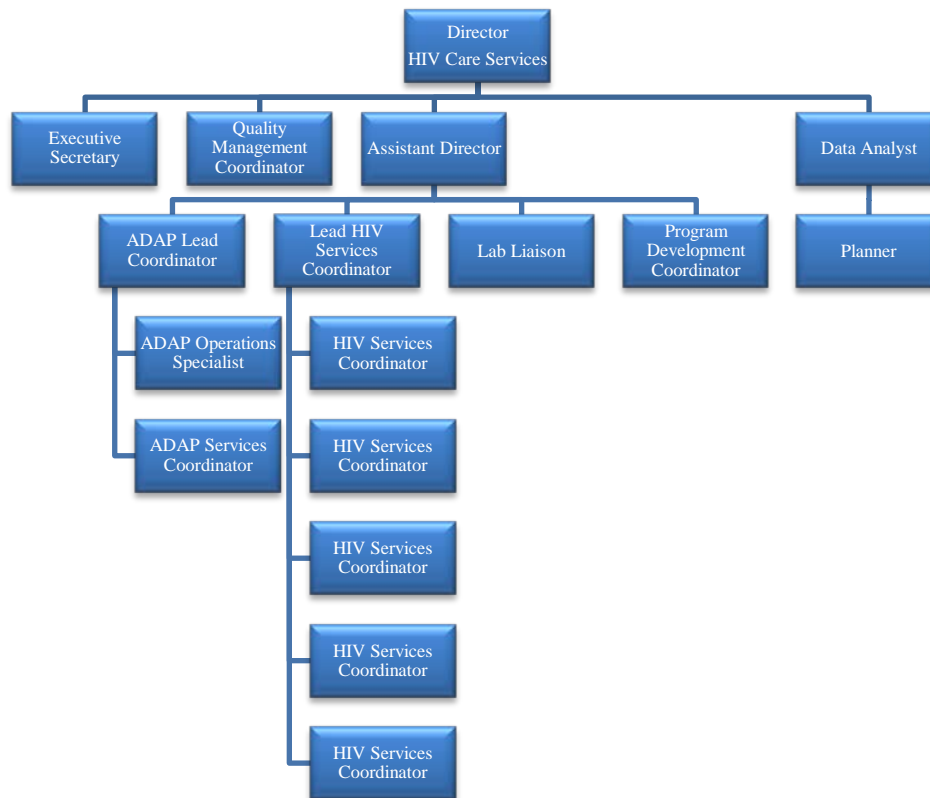 Director
HIV Care Services
Executive
Secretary
Quality
Management
Coordinator
Assistant Director
Data Analyst
ADAP Lead
Coordinator
Lead HIV
Services
Coordinator
Lab Liaison
Program
Development
Coordinator
Planner
ADAP Operations
Specialist
HIV Services
Coordinator
ADAP Services
Coordinator
HIV Services
Coordinator
HIV Services
Coordinator
HIV Services
Coordinator
HIV Services
Coordinator